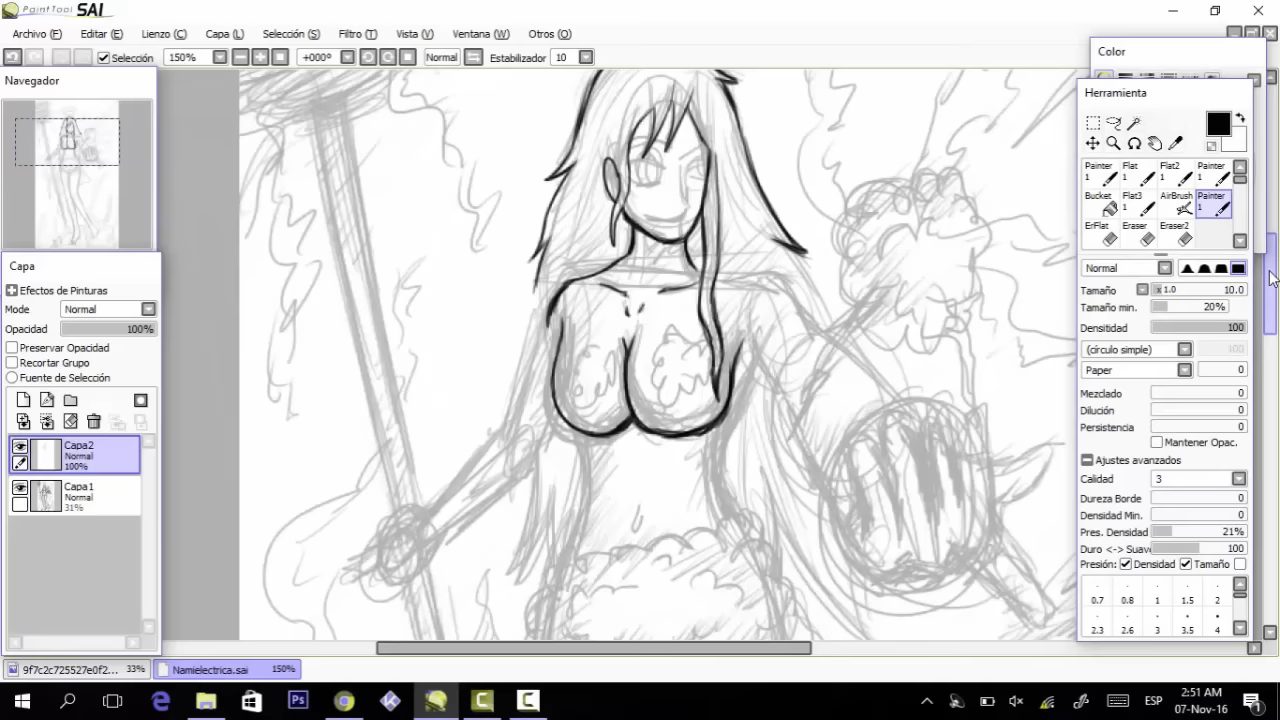 PaintTool SAI
Archivo (F) Editar (E) Lienzo (C) Capa (L) Selección (S) Filtro (T) Vista (V) Ventana (W) Otros (O)
Selección 150% +000º Normal Estabilizador 10
Navegador
Capa
Efectos de Pinturas
Mode Normal
Opacidad 100%
Preservar Opacidad
Recortar Grupo
Fuente de Selección
Capa2
Normal
100%
Capa1
Normal
31%
Color
Herramienta
Painter Flat Flat2 Painter
1 1 1 1
Bucket Flat3 AirBrush Painter
1 1
ErFlat Eraser Eraser2
Normal
Tamaño x 1.0 10.0
Tamaño min. 20%
Densitidad 100
(círculo simple) 100
Paper 0
Mezclado 0
Dilución 0
Persistencia 0
Mantener Opac.
Ajustes avanzados
Calidad 3
Dureza Borde 0
Densidad Min. 0
Pres. Densidad 21%
Duro <-> Suave 100
Presión: Densidad Tamaño
0.7 0.8 1 1.5 2
2.3 2.6 3 3.5 4
9f7c2c725527e0f2... 33% Namielectrica.sai 150%
Ps ESP 2:51 AM
07-Nov-16 1